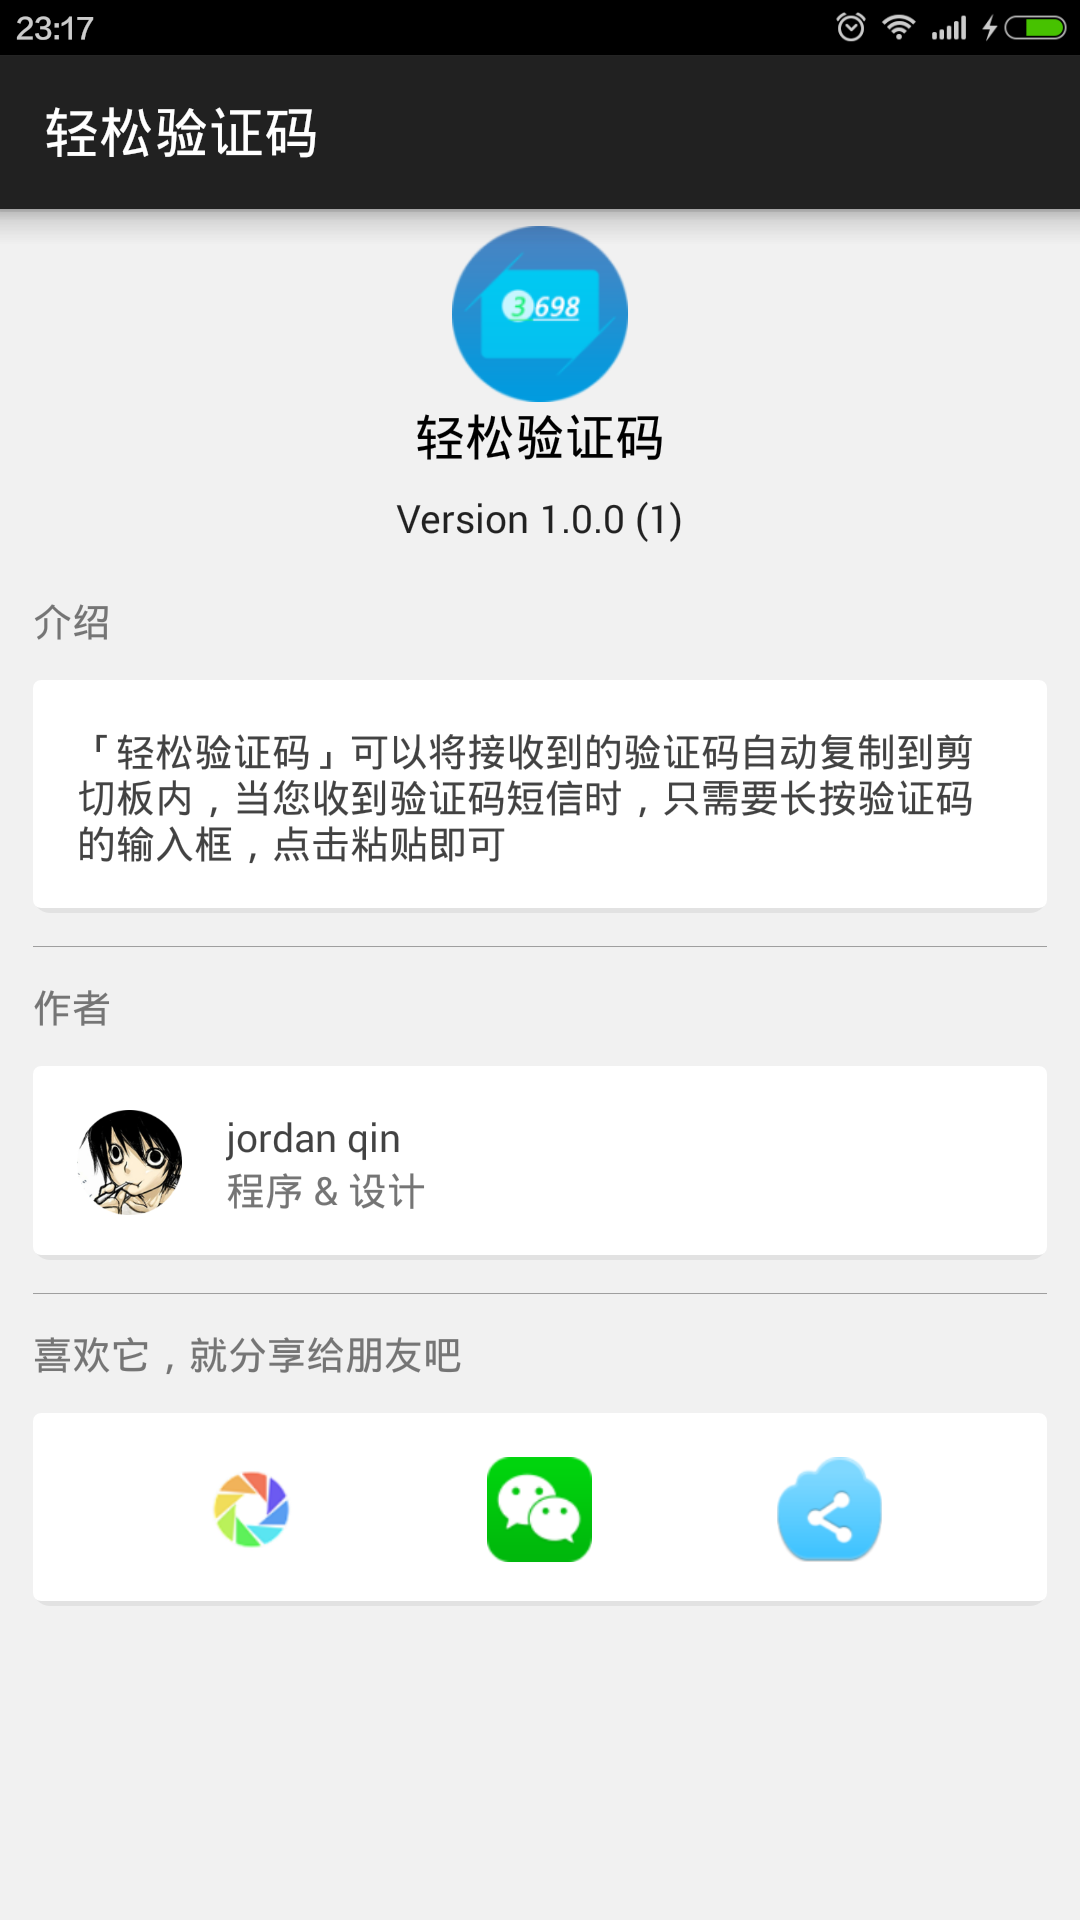 23:17
轻松验证码
3698
轻松验证码
Version 1.0.0 (1)
介绍
「轻松验证码」可以将接收到的验证码自动复制到剪
切板内，当您收到验证码短信时，只需要长按验证码
的输入框，点击粘贴即可
作者
jordan qin
程序 & 设计
喜欢它，就分享给朋友吧